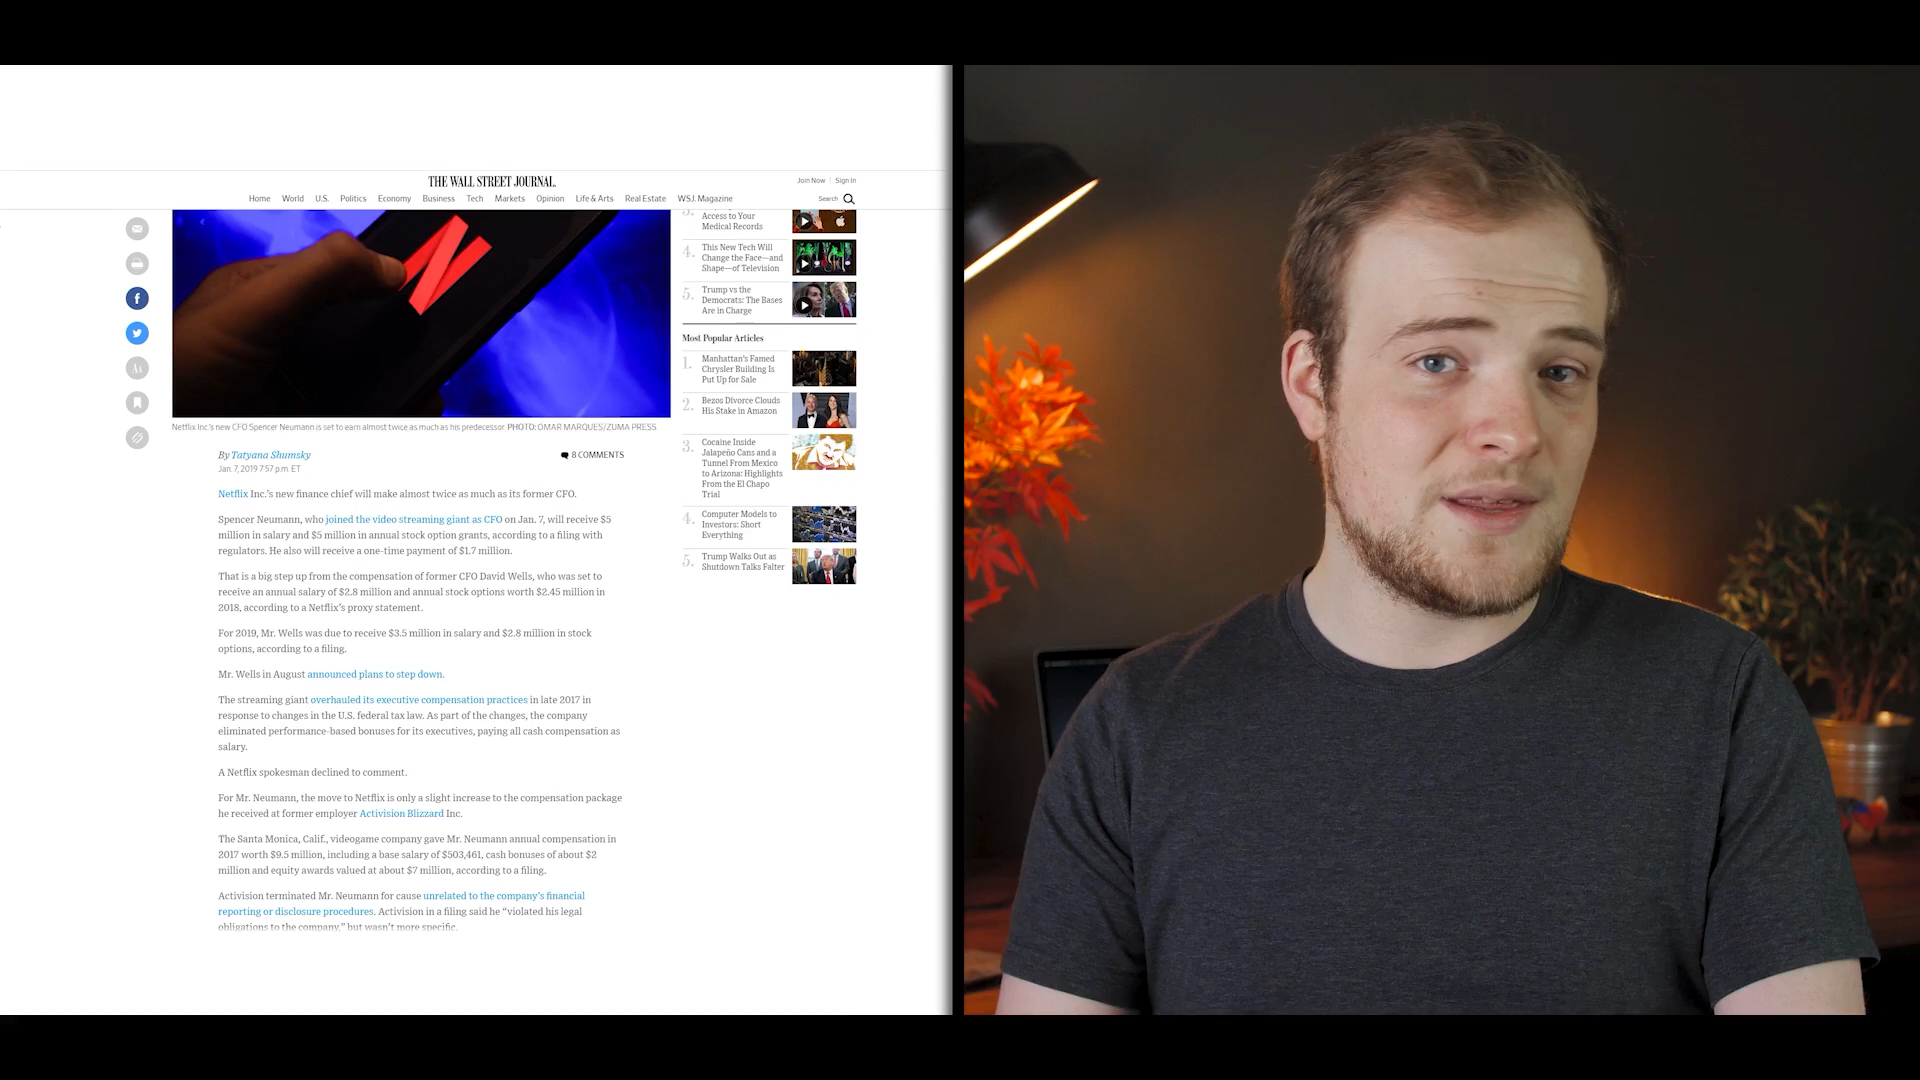 THE WALL STREET JOURNAL.
Join Now | Sign In
Home World U.S. Politics Economy Business Tech Markets Opinion Life & Arts Real Estate WSJ. Magazine
Search
N
Netflix Inc.'s new CFO Spencer Neumann is set to earn almost twice as much as his predecessor. PHOTO: OMAR MARQUES/ZUMA PRESS.
By Tatyana Shumsky
8 COMMENTS
Jan. 7, 2019 7:57 p.m. ET
Netflix Inc.'s new finance chief will make almost twice as much as its former CFO.
Spencer Neumann, who joined the video streaming giant as CFO on Jan. 7, will receive $5
million in salary and $5 million in annual stock option grants, according to a filing with
regulators. He also will receive a one-time payment of $1.7 million.
That is a big step up from the compensation of former CFO David Wells, who was set to
receive an annual salary of $2.8 million and annual stock options worth $2.45 million in
2018, according to a Netflix's proxy statement.
For 2019, Mr. Wells was due to receive $3.5 million in salary and $2.8 million in stock
options, according to a filing.
Mr. Wells in August announced plans to step down.
The streaming giant overhauled its executive compensation practices in late 2017 in
response to changes in the U.S. federal tax law. As part of the changes, the company
eliminated performance-based bonuses for its executives, paying all cash compensation as
salary.
A Netflix spokesman declined to comment.
For Mr. Neumann, the move to Netflix is only a slight increase to the compensation package
he received at former employer Activision Blizzard Inc.
The Santa Monica, Calif., videogame company gave Mr. Neumann annual compensation in
2017 worth $9.5 million, including a base salary of $503,461, cash bonuses of about $2
million and equity awards valued at about $7 million, according to a filing.
Activision terminated Mr. Neumann for cause unrelated to the company's financial
reporting or disclosure procedures. Activision in a filing said he "violated his legal
obligations to the company," but wasn't more specific.
3.
Access to Your
Medical Records
4. This New Tech Will
Change the Face—and
Shape—of Television
5. Trump vs the
Democrats: The Bases
Are in Charge
Most Popular Articles
1. Manhattan's Famed
Chrysler Building Is
Put Up for Sale
2. Bezos Divorce Clouds
His Stake in Amazon
3. Cocaine Inside
Jalapeño Cans and a
Tunnel From Mexico
to Arizona: Highlights
From the El Chapo
Trial
4. Computer Models to
Investors: Short
Everything
5. Trump Walks Out as
Shutdown Talks Falter